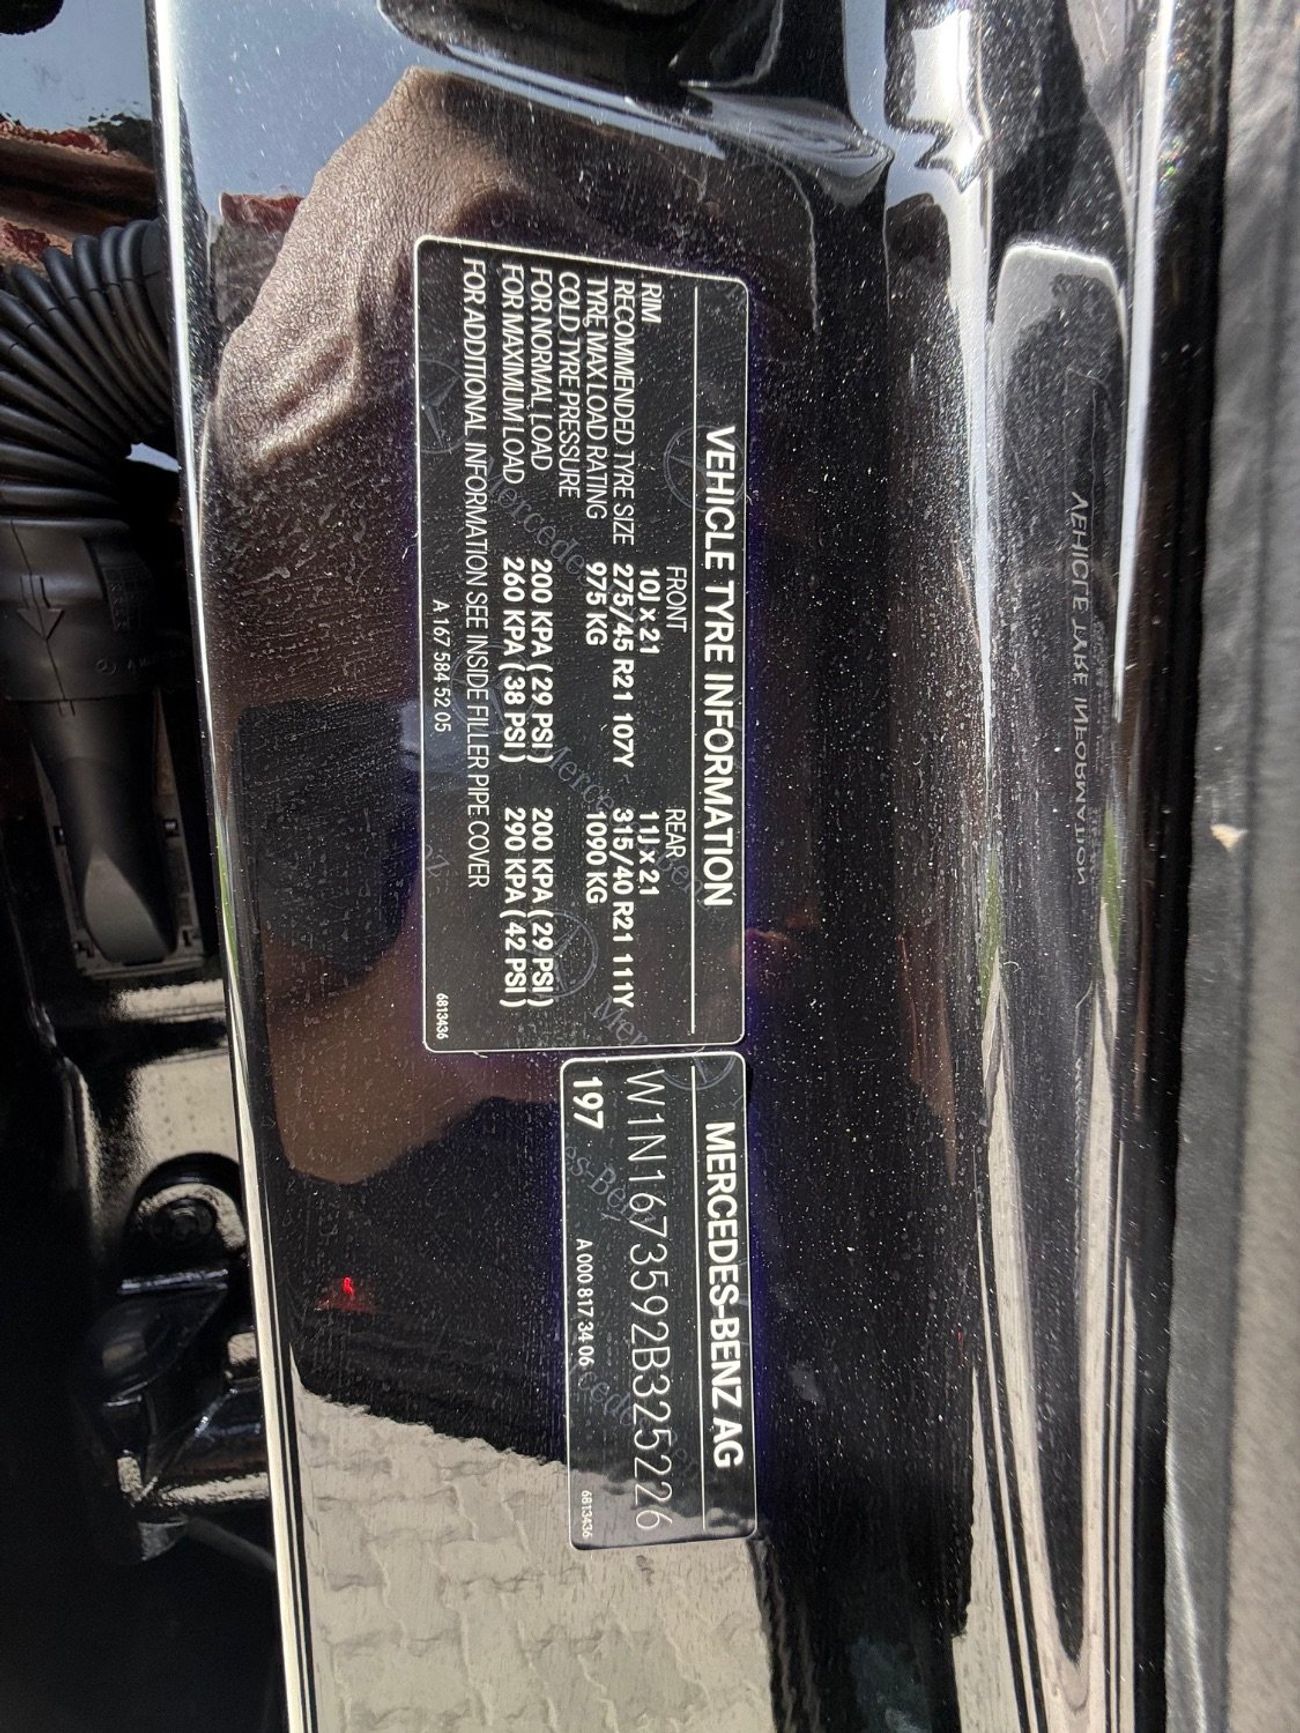 VEHICLE TYRE INFORMATION
FRONT REAR
RIM 10J x 21 11J x 21
RECOMMENDED TYRE SIZE 275/45 R21 107Y 315/40 R21 111Y
TYRE MAX LOAD RATING 975 KG 1090 KG
COLD TYRE PRESSURE
FOR NORMAL LOAD 200 KPA ( 29 PSI ) 200 KPA ( 29 PSI )
FOR MAXIMUM LOAD 260 KPA ( 38 PSI ) 290 KPA ( 42 PSI )
FOR ADDITIONAL INFORMATION SEE INSIDE FILLER PIPE COVER
A 167 584 52 05 6813436
MERCEDES-BENZ AG
W1N1673592B325226
197 A 000 817 34 06 6813436